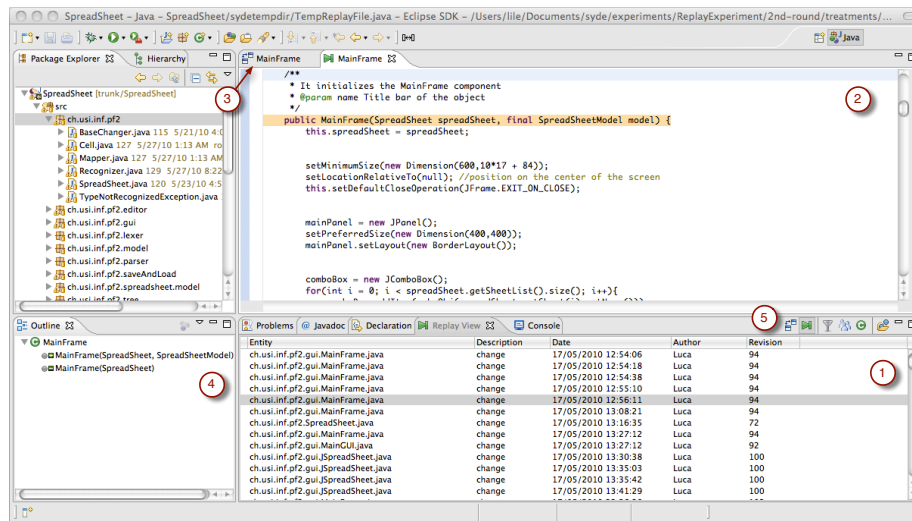 SpreadSheet – Java – SpreadSheet/sydetempdir/TempReplayFile.java – Eclipse SDK – /Users/lile/Documents/syde/experiments/ReplayExperiment/2nd-round/treatments/...
Java
Package Explorer
Hierarchy
SpreadSheet [trunk/SpreadSheet]
src
ch.usi.inf.pf2
BaseChanger.java 115 5/21/10 4:0
Cell.java 127 5/27/10 1:13 AM ro
Mapper.java 127 5/27/10 1:13 AM
Recognizer.java 129 5/27/10 8:22
SpreadSheet.java 120 5/23/10 4:5
TypeNotRecognizedException.java
ch.usi.inf.pf2.editor
ch.usi.inf.pf2.gui
ch.usi.inf.pf2.lexer
ch.usi.inf.pf2.model
ch.usi.inf.pf2.parser
ch.usi.inf.pf2.saveAndLoad
ch.usi.inf.pf2.spreadsheet.model
ch.usi.inf.pf2.tree
MainFrame
MainFrame
3
2
/**
* It initializes the MainFrame component
* @param name Title bar of the object
*/
public MainFrame(SpreadSheet spreadSheet, final SpreadSheetModel model) {
this.spreadSheet = spreadSheet;
setMinimumSize(new Dimension(600,10*17 + 84));
setLocationRelativeTo(null); //position on the center of the screen
this.setDefaultCloseOperation(JFrame.EXIT_ON_CLOSE);
mainPanel = new JPanel();
setPreferredSize(new Dimension(400,400));
mainPanel.setLayout(new BorderLayout());
comboBox = new JComboBox();
for(int i = 0; i < spreadSheet.getSheetList().size(); i++){
Outline
MainFrame
MainFrame(SpreadSheet, SpreadSheetModel)
MainFrame(SpreadSheet)
4
Problems
@ Javadoc
Declaration
Replay View
Console
5
1
Entity Description Date Author Revision
ch.usi.inf.pf2.gui.MainFrame.java change 17/05/2010 12:54:06 Luca 94
ch.usi.inf.pf2.gui.MainFrame.java change 17/05/2010 12:54:18 Luca 94
ch.usi.inf.pf2.gui.MainFrame.java change 17/05/2010 12:54:38 Luca 94
ch.usi.inf.pf2.gui.MainFrame.java change 17/05/2010 12:55:10 Luca 94
ch.usi.inf.pf2.gui.MainFrame.java change 17/05/2010 12:56:11 Luca 94
ch.usi.inf.pf2.gui.MainFrame.java change 17/05/2010 13:08:21 Luca 94
ch.usi.inf.pf2.SpreadSheet.java change 17/05/2010 13:16:35 Luca 72
ch.usi.inf.pf2.gui.MainFrame.java change 17/05/2010 13:27:12 Luca 94
ch.usi.inf.pf2.gui.MainGUI.java change 17/05/2010 13:27:12 Luca 92
ch.usi.inf.pf2.gui.JSpreadSheet.java change 17/05/2010 13:30:38 Luca 100
ch.usi.inf.pf2.gui.JSpreadSheet.java change 17/05/2010 13:35:03 Luca 100
ch.usi.inf.pf2.gui.JSpreadSheet.java change 17/05/2010 13:35:42 Luca 100
ch.usi.inf.pf2.gui.JSpreadSheet.java change 17/05/2010 13:41:29 Luca 100